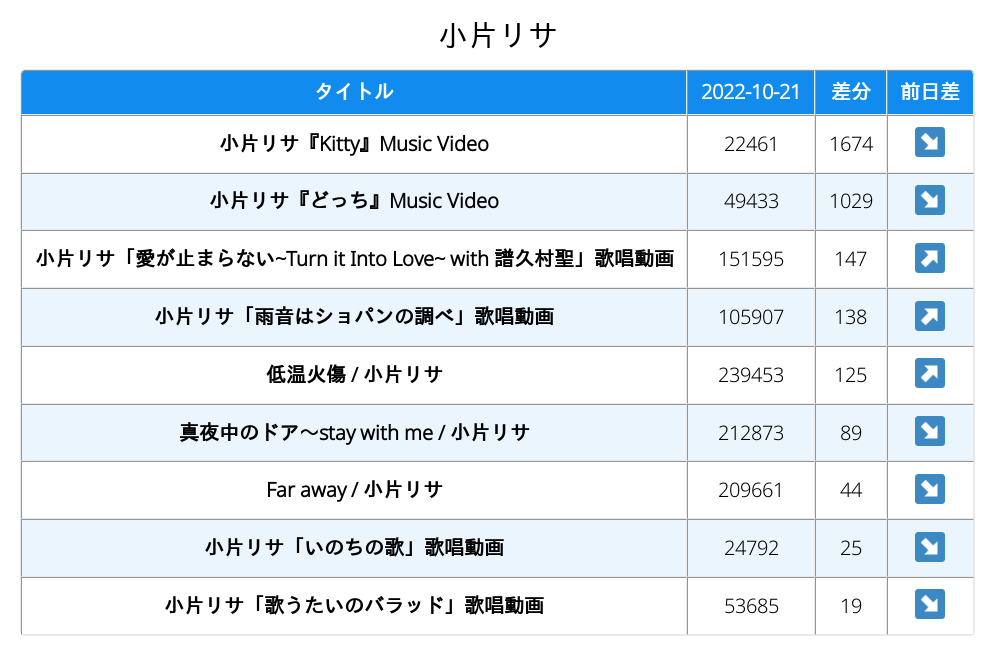 小片リサ
タイトル 2022-10-21 差分 前日差
小片リサ『Kitty』Music Video 22461 1674 ↘
小片リサ『どっち』Music Video 49433 1029 ↘
小片リサ「愛が止まらない~Turn it Into Love~ with 譜久村聖」歌唱動画 151595 147 ↗
小片リサ「雨音はショパンの調べ」歌唱動画 105907 138 ↗
低温火傷 / 小片リサ 239453 125 ↗
真夜中のドア〜stay with me / 小片リサ 212873 89 ↘
Far away / 小片リサ 209661 44 ↘
小片リサ「いのちの歌」歌唱動画 24792 25 ↘
小片リサ「歌うたいのバラッド」歌唱動画 53685 19 ↘